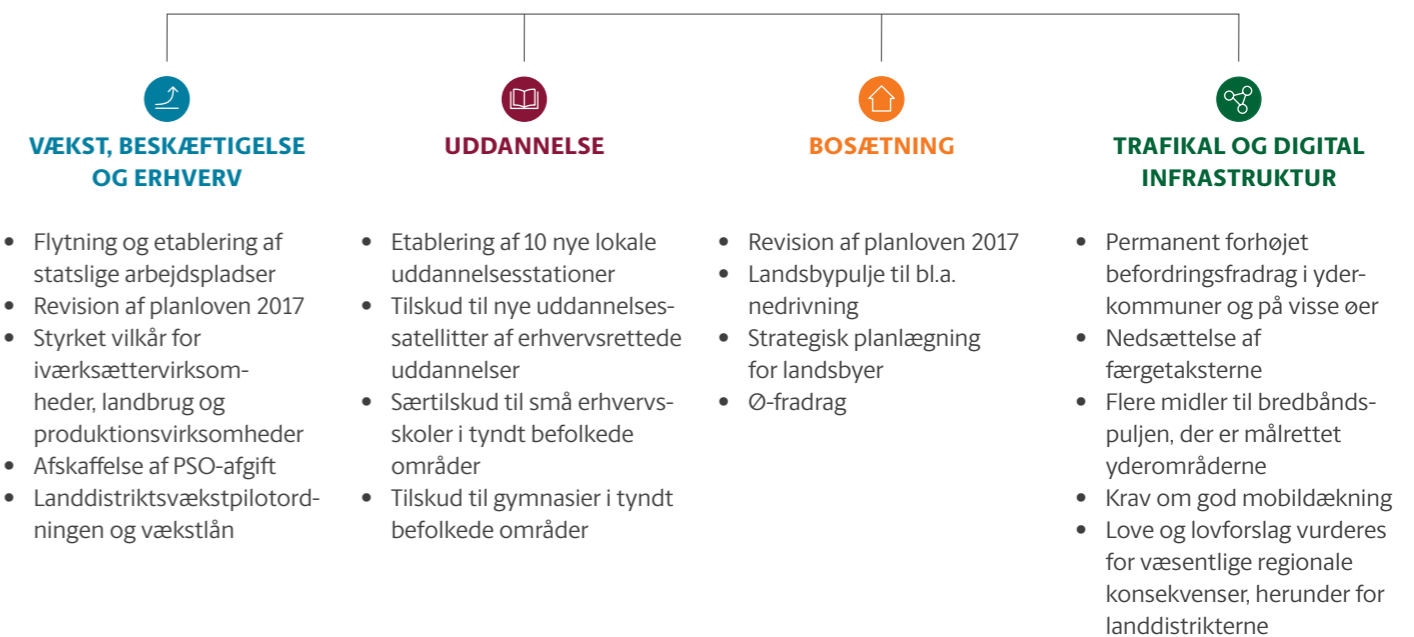 VÆKST, BESKÆFTIGELSE
OG ERHVERV
• Flytning og etablering af
statslige arbejdspladser
• Revision af planloven 2017
• Styrket vilkår for
iværksættervirksom-
heder, landbrug og
produktionsvirksomheder
• Afskaffelse af PSO-afgift
• Landdistriktsvækstpilotord-
ningen og vækstlån
UDDANNELSE
• Etablering af 10 nye lokale
uddannelsesstationer
• Tilskud til nye uddannelses-
satellitter af erhvervsrettede
uddannelser
• Særtilskud til små erhvervs-
skoler i tyndt befolkede
områder
• Tilskud til gymnasier i tyndt
befolkede områder
BOSÆTNING
• Revision af planloven 2017
• Landsbypulje til bl.a.
nedrivning
• Strategisk planlægning
for landsbyer
• Ø-fradrag
TRAFIKAL OG DIGITAL
INFRASTRUKTUR
• Permanent forhøjet
befordringsfradrag i yder-
kommuner og på visse øer
• Nedsættelse af
færgetaksterne
• Flere midler til bredbånds-
puljen, der er målrettet
yderområderne
• Krav om god mobildækning
• Love og lovforslag vurderes
for væsentlige regionale
konsekvenser, herunder for
landdistrikterne